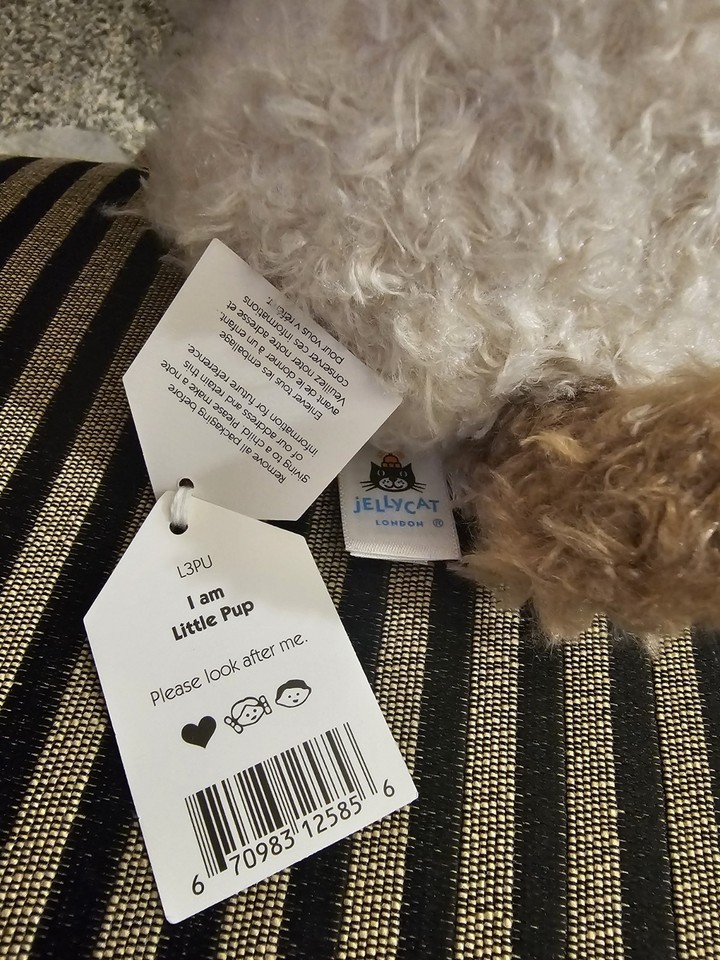 Remove all packaging before
giving to a child. Please make a note
of our address and retain this
information for future reference.
Enlever tous les emballage
avant de le donner à un enfant.
Veuillez noter notre adresse et
conserver ces informations
pour vous y référer.
JELLYCAT
LONDON ®
L3PU
I am
Little Pup
Please look after me.
6 70983 12585 6